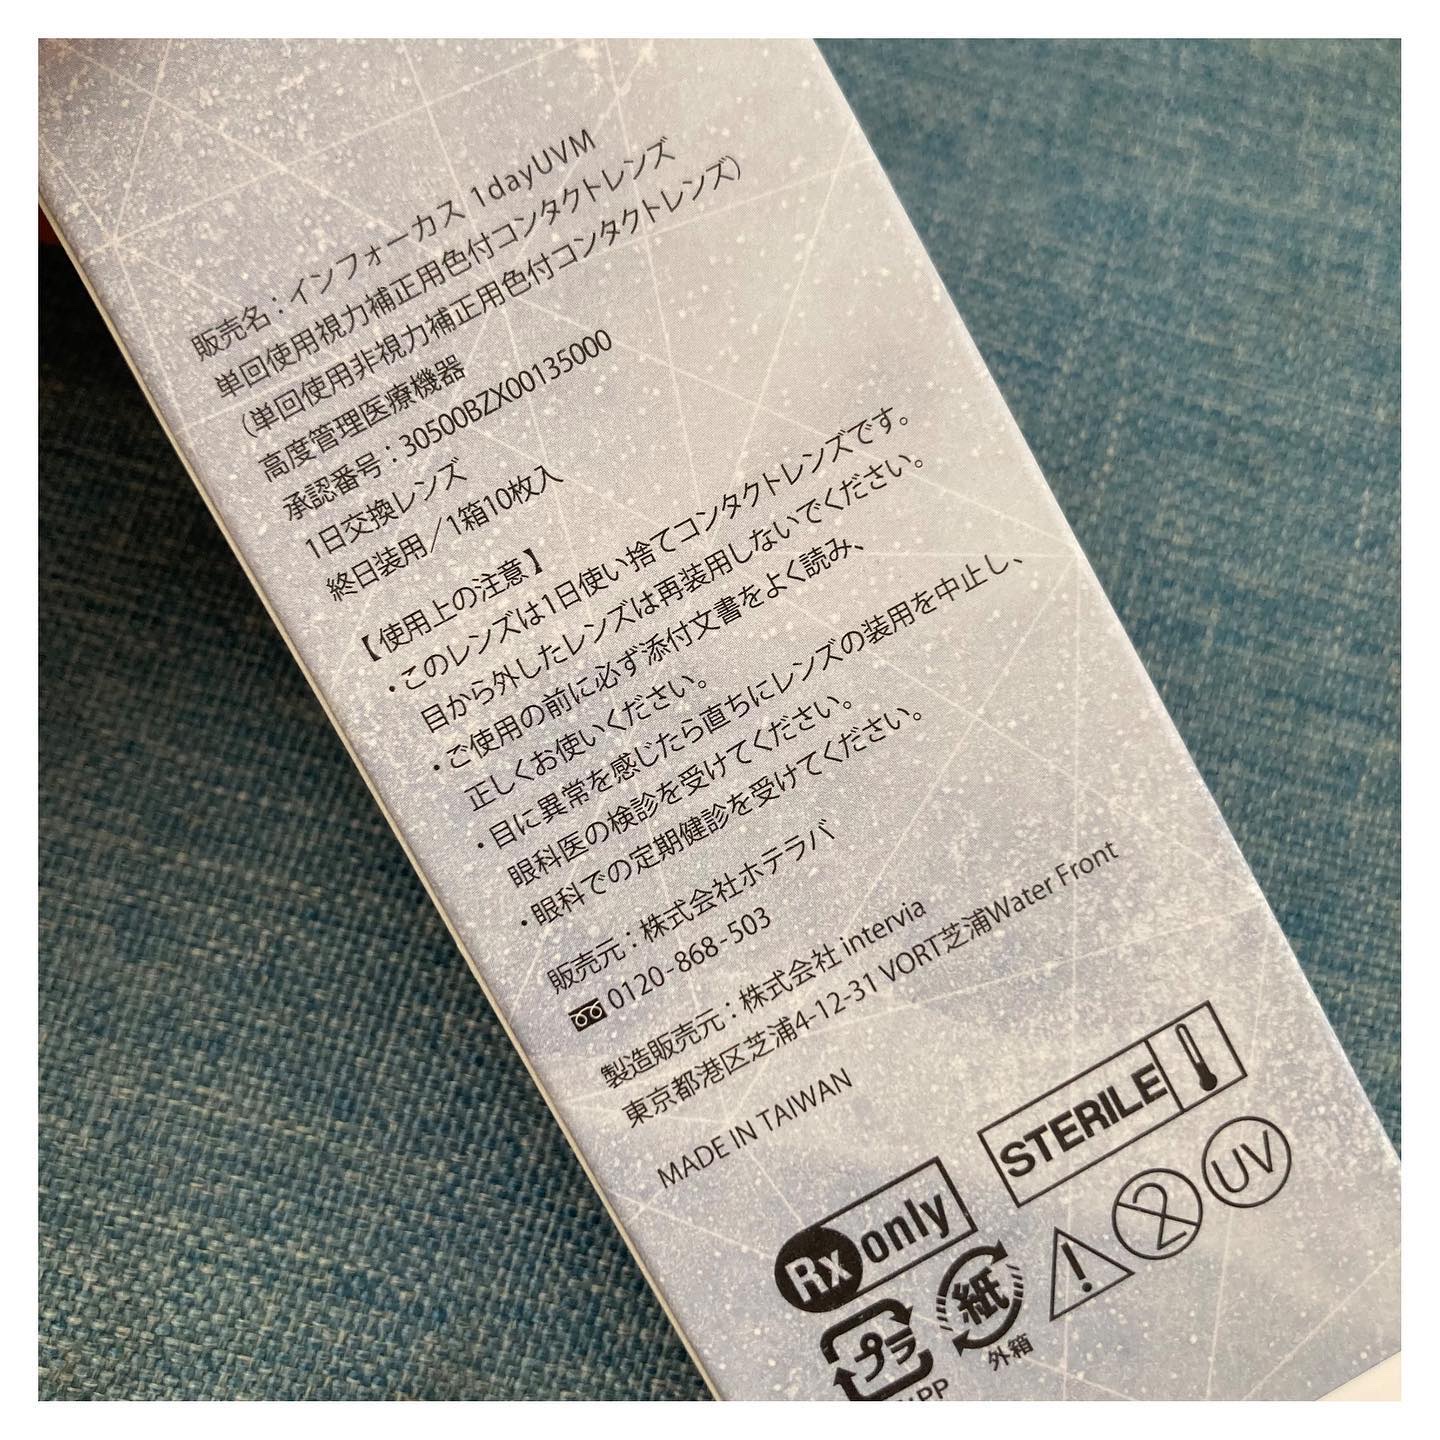 販売名：インフォーカス 1dayUVM
単回使用視力補正用色付コンタクトレンズ
（単回使用非視力補正用色付コンタクトレンズ）
高度管理医療機器
承認番号：30500BZX00135000
1日交換レンズ
終日装用／1箱10枚入
【使用上の注意】
・このレンズは1日使い捨てコンタクトレンズです。
目から外したレンズは再装用しないでください。
・ご使用の前に必ず添付文書をよく読み、
正しくお使いください。
・目に異常を感じたら直ちにレンズの装用を中止し、
眼科医の検診を受けてください。
・眼科での定期健診を受けてください。
販売元：株式会社ホテラバ
0120-868-503
製造販売元：株式会社 intervia
東京都港区芝浦4-12-31 VORT芝浦Water Front
MADE IN TAIWAN
STERILE
Rx only
2
UV
プラ
紙
外箱
PP